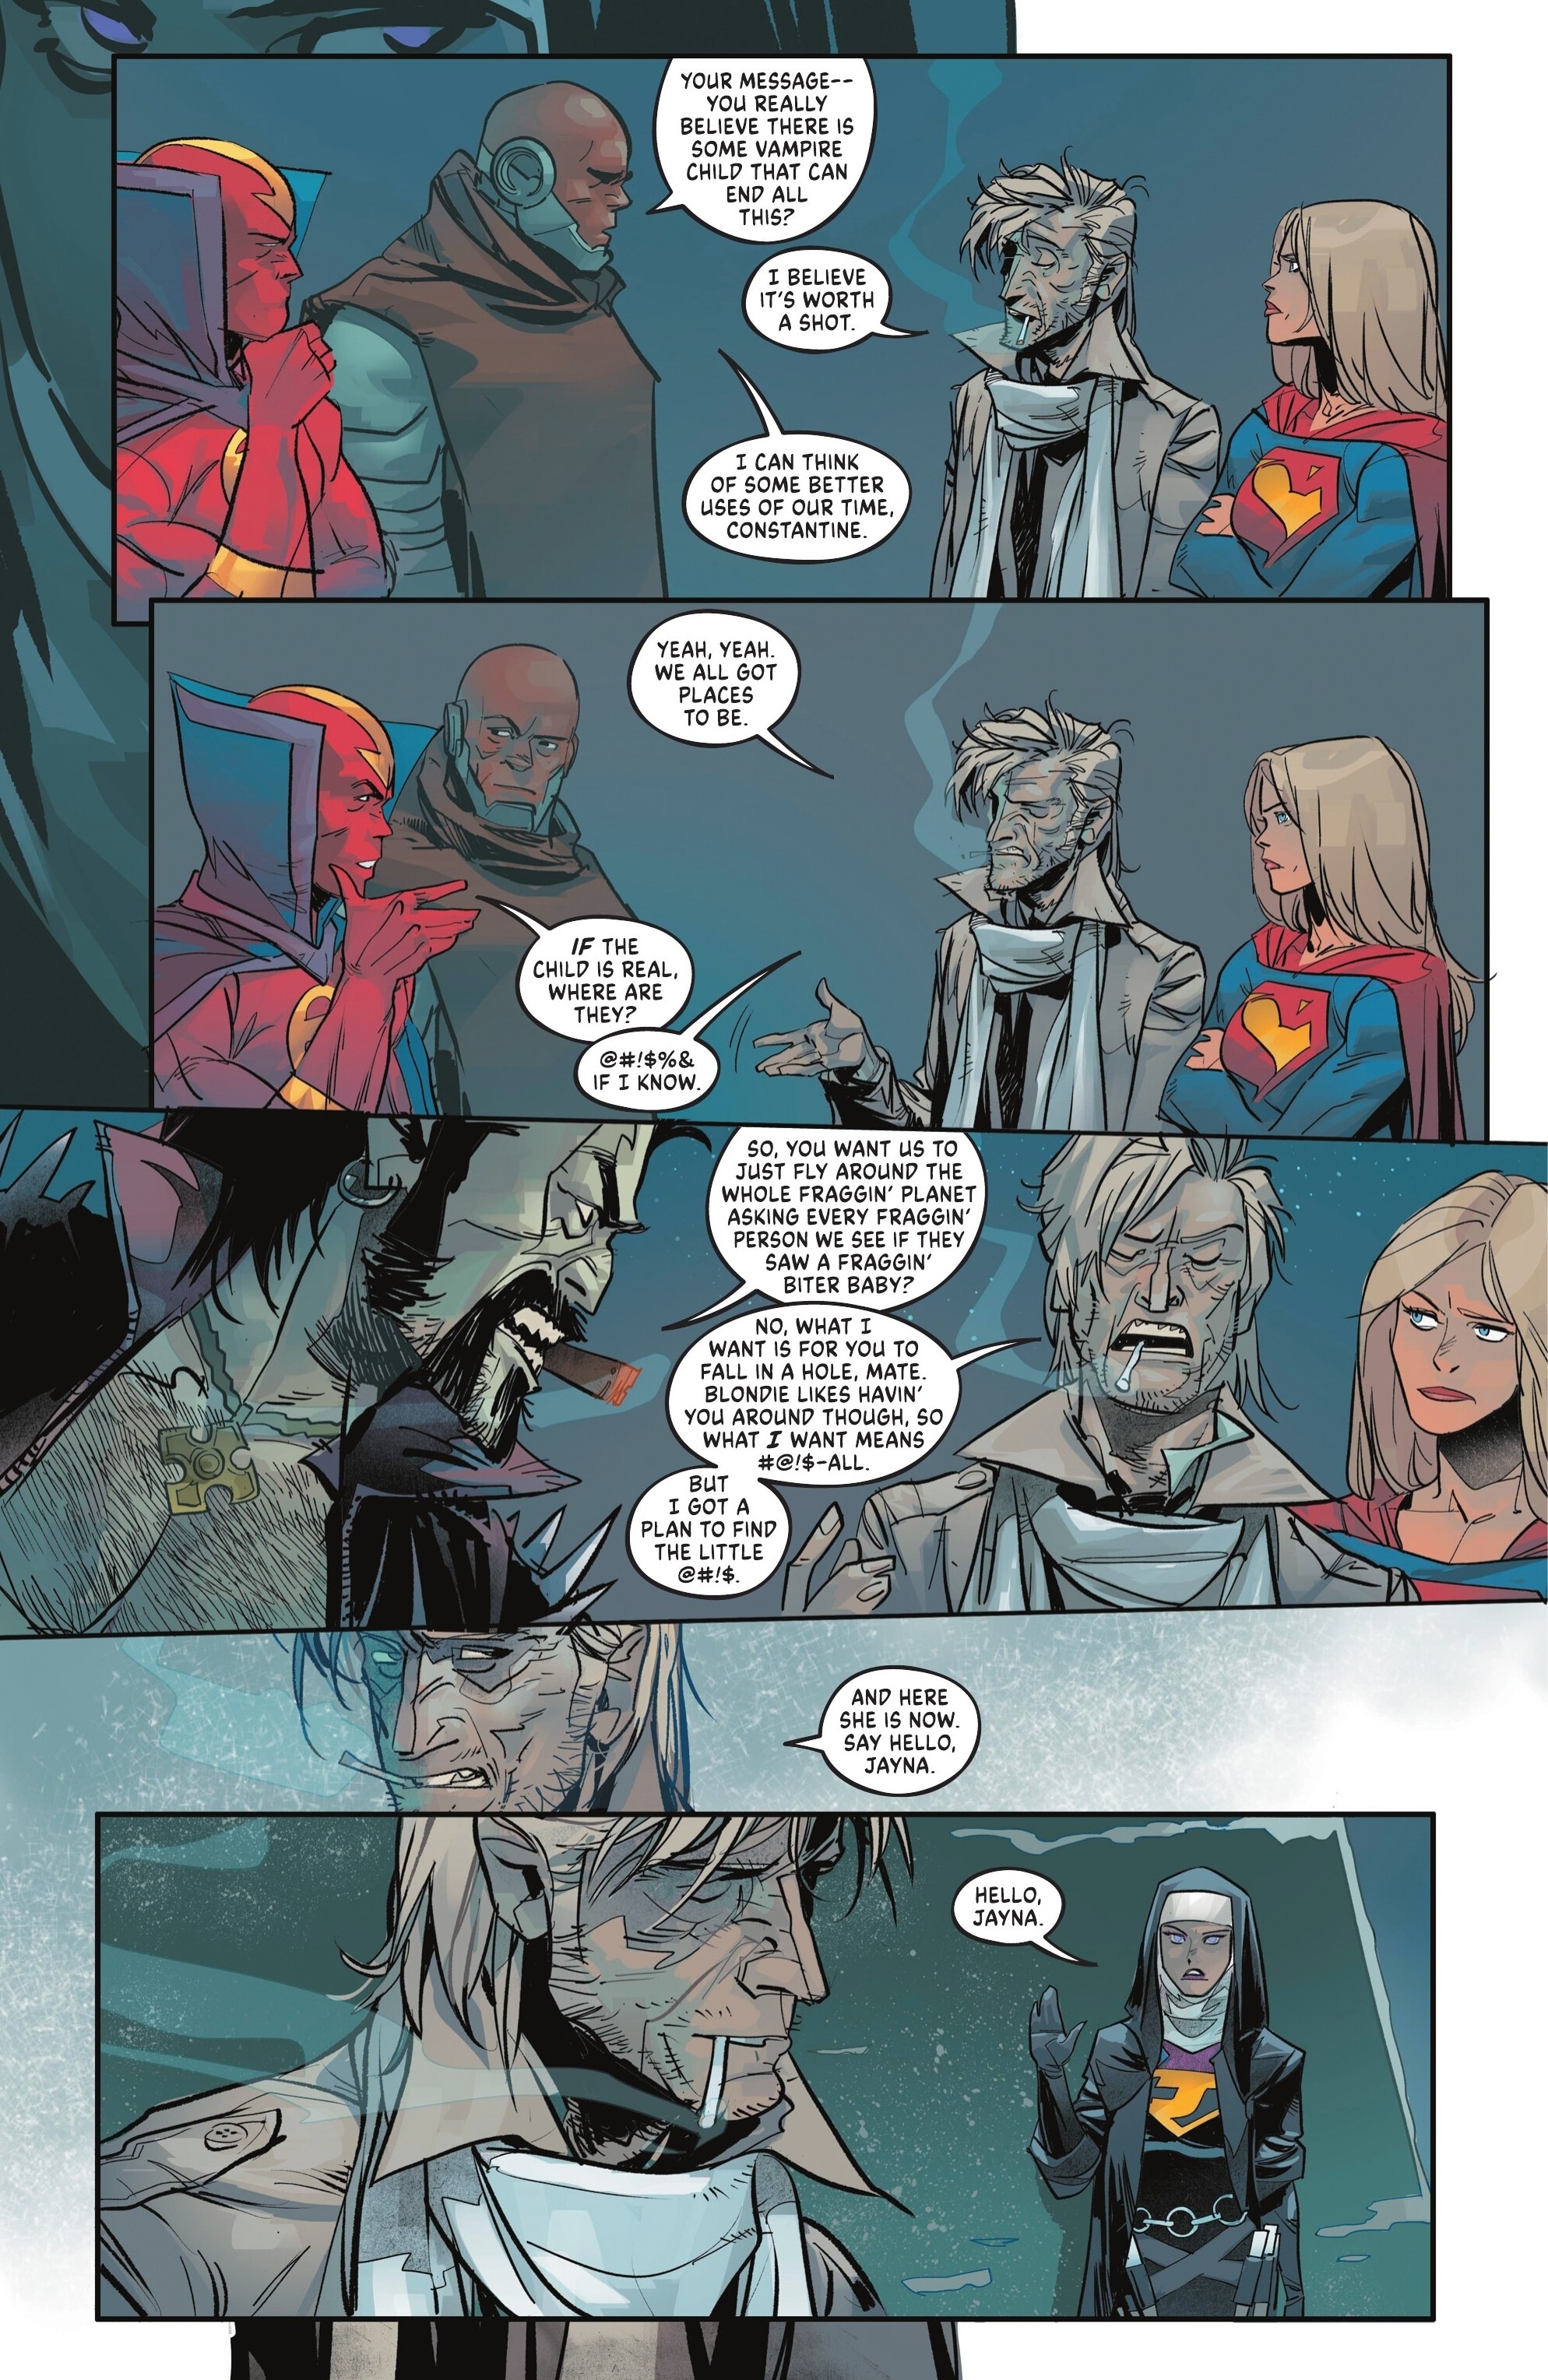 YOUR MESSAGE--
YOU REALLY
BELIEVE THERE IS
SOME VAMPIRE
CHILD THAT CAN
END ALL
THIS?
I BELIEVE
IT'S WORTH
A SHOT.
I CAN THINK
OF SOME BETTER
USES OF OUR TIME,
CONSTANTINE.
YEAH, YEAH.
WE ALL GOT
PLACES
TO BE.
IF THE
CHILD IS REAL,
WHERE ARE
THEY?
@#!$%&
IF I KNOW.
SO, YOU WANT US TO
JUST FLY AROUND THE
WHOLE FRAGGIN' PLANET
ASKING EVERY FRAGGIN'
PERSON WE SEE IF THEY
SAW A FRAGGIN'
BITER BABY?
NO, WHAT I
WANT IS FOR YOU TO
FALL IN A HOLE, MATE.
BLONDIE LIKES HAVIN'
YOU AROUND THOUGH, SO
WHAT I WANT MEANS
#@!$-ALL.
BUT
I GOT A
PLAN TO FIND
THE LITTLE
@#!$.
AND HERE
SHE IS NOW.
SAY HELLO,
JAYNA.
HELLO,
JAYNA.
J